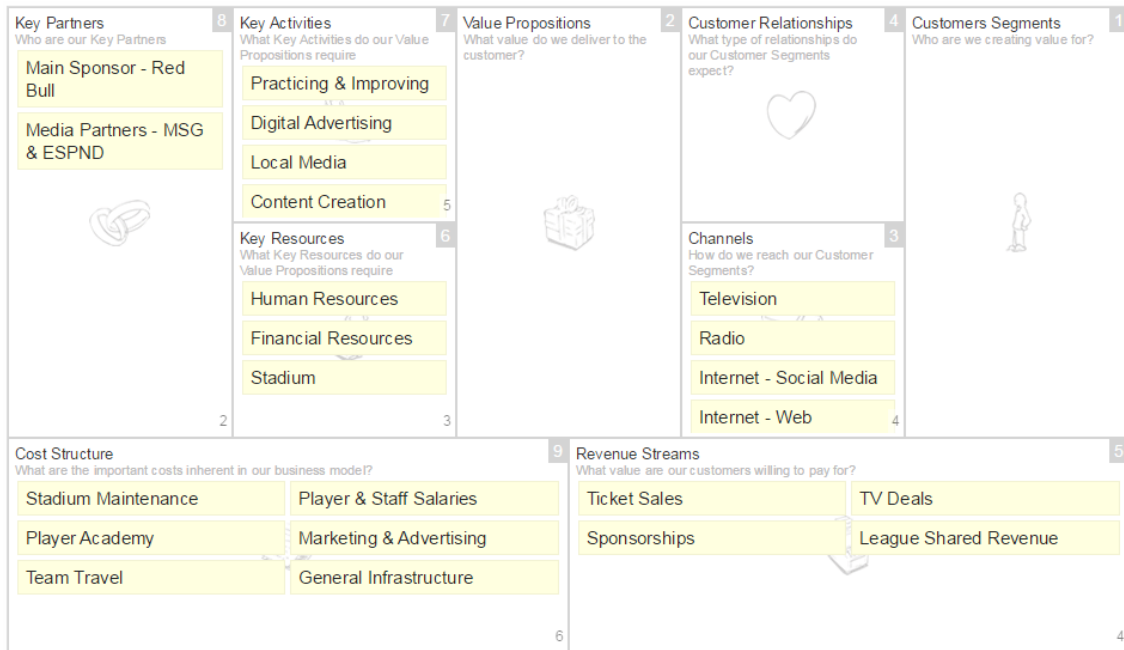 Key Partners
8
Who are our Key Partners
Main Sponsor - Red
Bull
Media Partners - MSG
& ESPND
2
Key Activities
7
What Key Activities do our Value
Propositions require
Practicing & Improving
Digital Advertising
Local Media
Content Creation
5
Key Resources
6
What Key Resources do our
Value Propositions require
Human Resources
Financial Resources
Stadium
3
Value Propositions
2
What value do we deliver to the
customer?
Customer Relationships
4
What type of relationships do
our Customer Segments
expect?
Channels
3
How do we reach our Customer
Segments?
Television
Radio
Internet - Social Media
Internet - Web
4
Customers Segments
1
Who are we creating value for?
Cost Structure
9
What are the important costs inherent in our business model?
Stadium Maintenance
Player & Staff Salaries
Player Academy
Marketing & Advertising
Team Travel
General Infrastructure
6
Revenue Streams
5
What value are our customers willing to pay for?
Ticket Sales
TV Deals
Sponsorships
League Shared Revenue
4